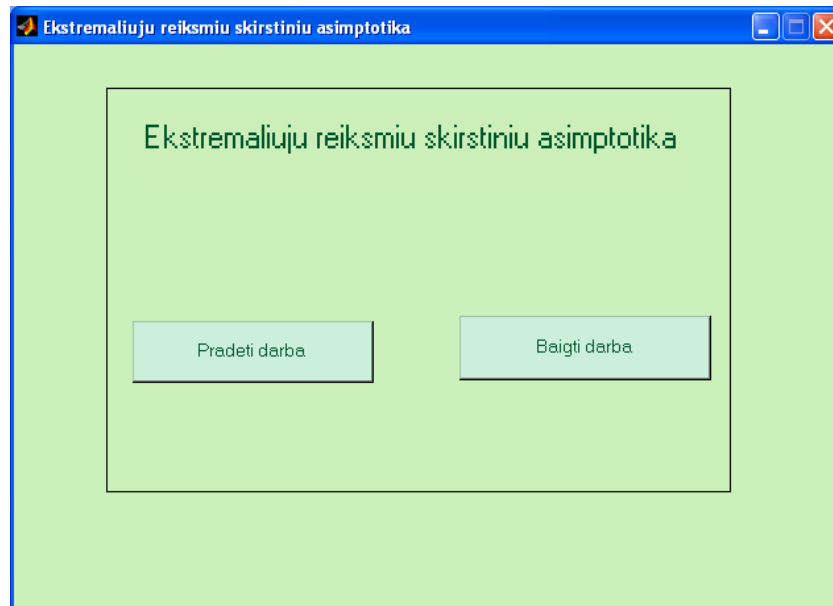 Ekstremaliuju reiksmiu skirstiniu asimptotika
Ekstremaliuju reiksmiu skirstiniu asimptotika
Pradeti darba
Baigti darba